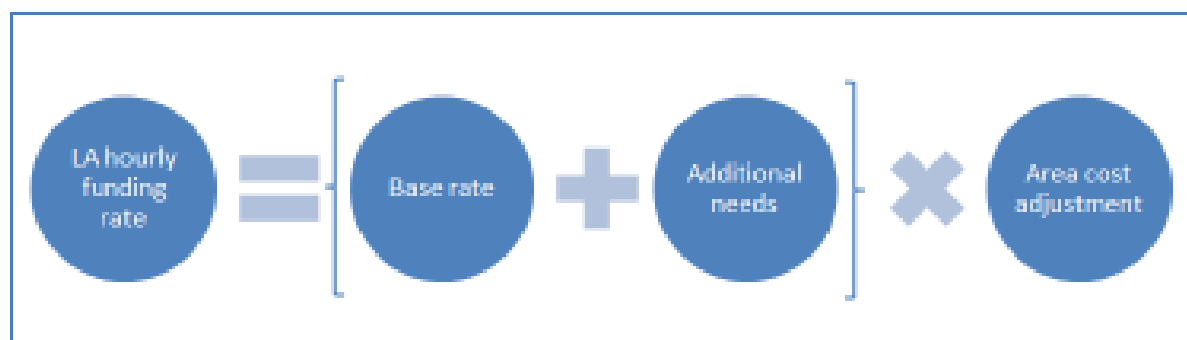 LA hourly
funding
rate
Base rate
Additional
needs
Area cost
adjustment